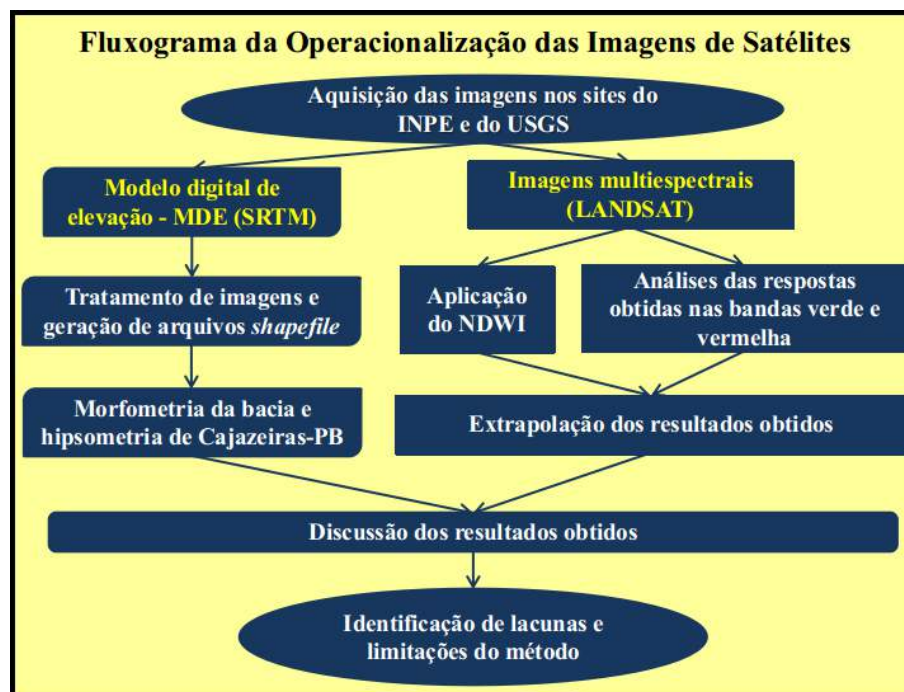 Fluxograma da Operacionalização das Imagens de Satélites
Aquisição das imagens nos sites do
INPE e do USGS
Modelo digital de
elevação - MDE (SRTM)
Imagens multiespectrais
(LANDSAT)
Tratamento de imagens e
geração de arquivos shapefile
Aplicação
do NDWI
Análises das respostas
obtidas nas bandas verde e
vermelha
Morfometria da bacia e
hipsometria de Cajazeiras-PB
Extrapolação dos resultados obtidos
Discussão dos resultados obtidos
Identificação de lacunas e
limitações do método